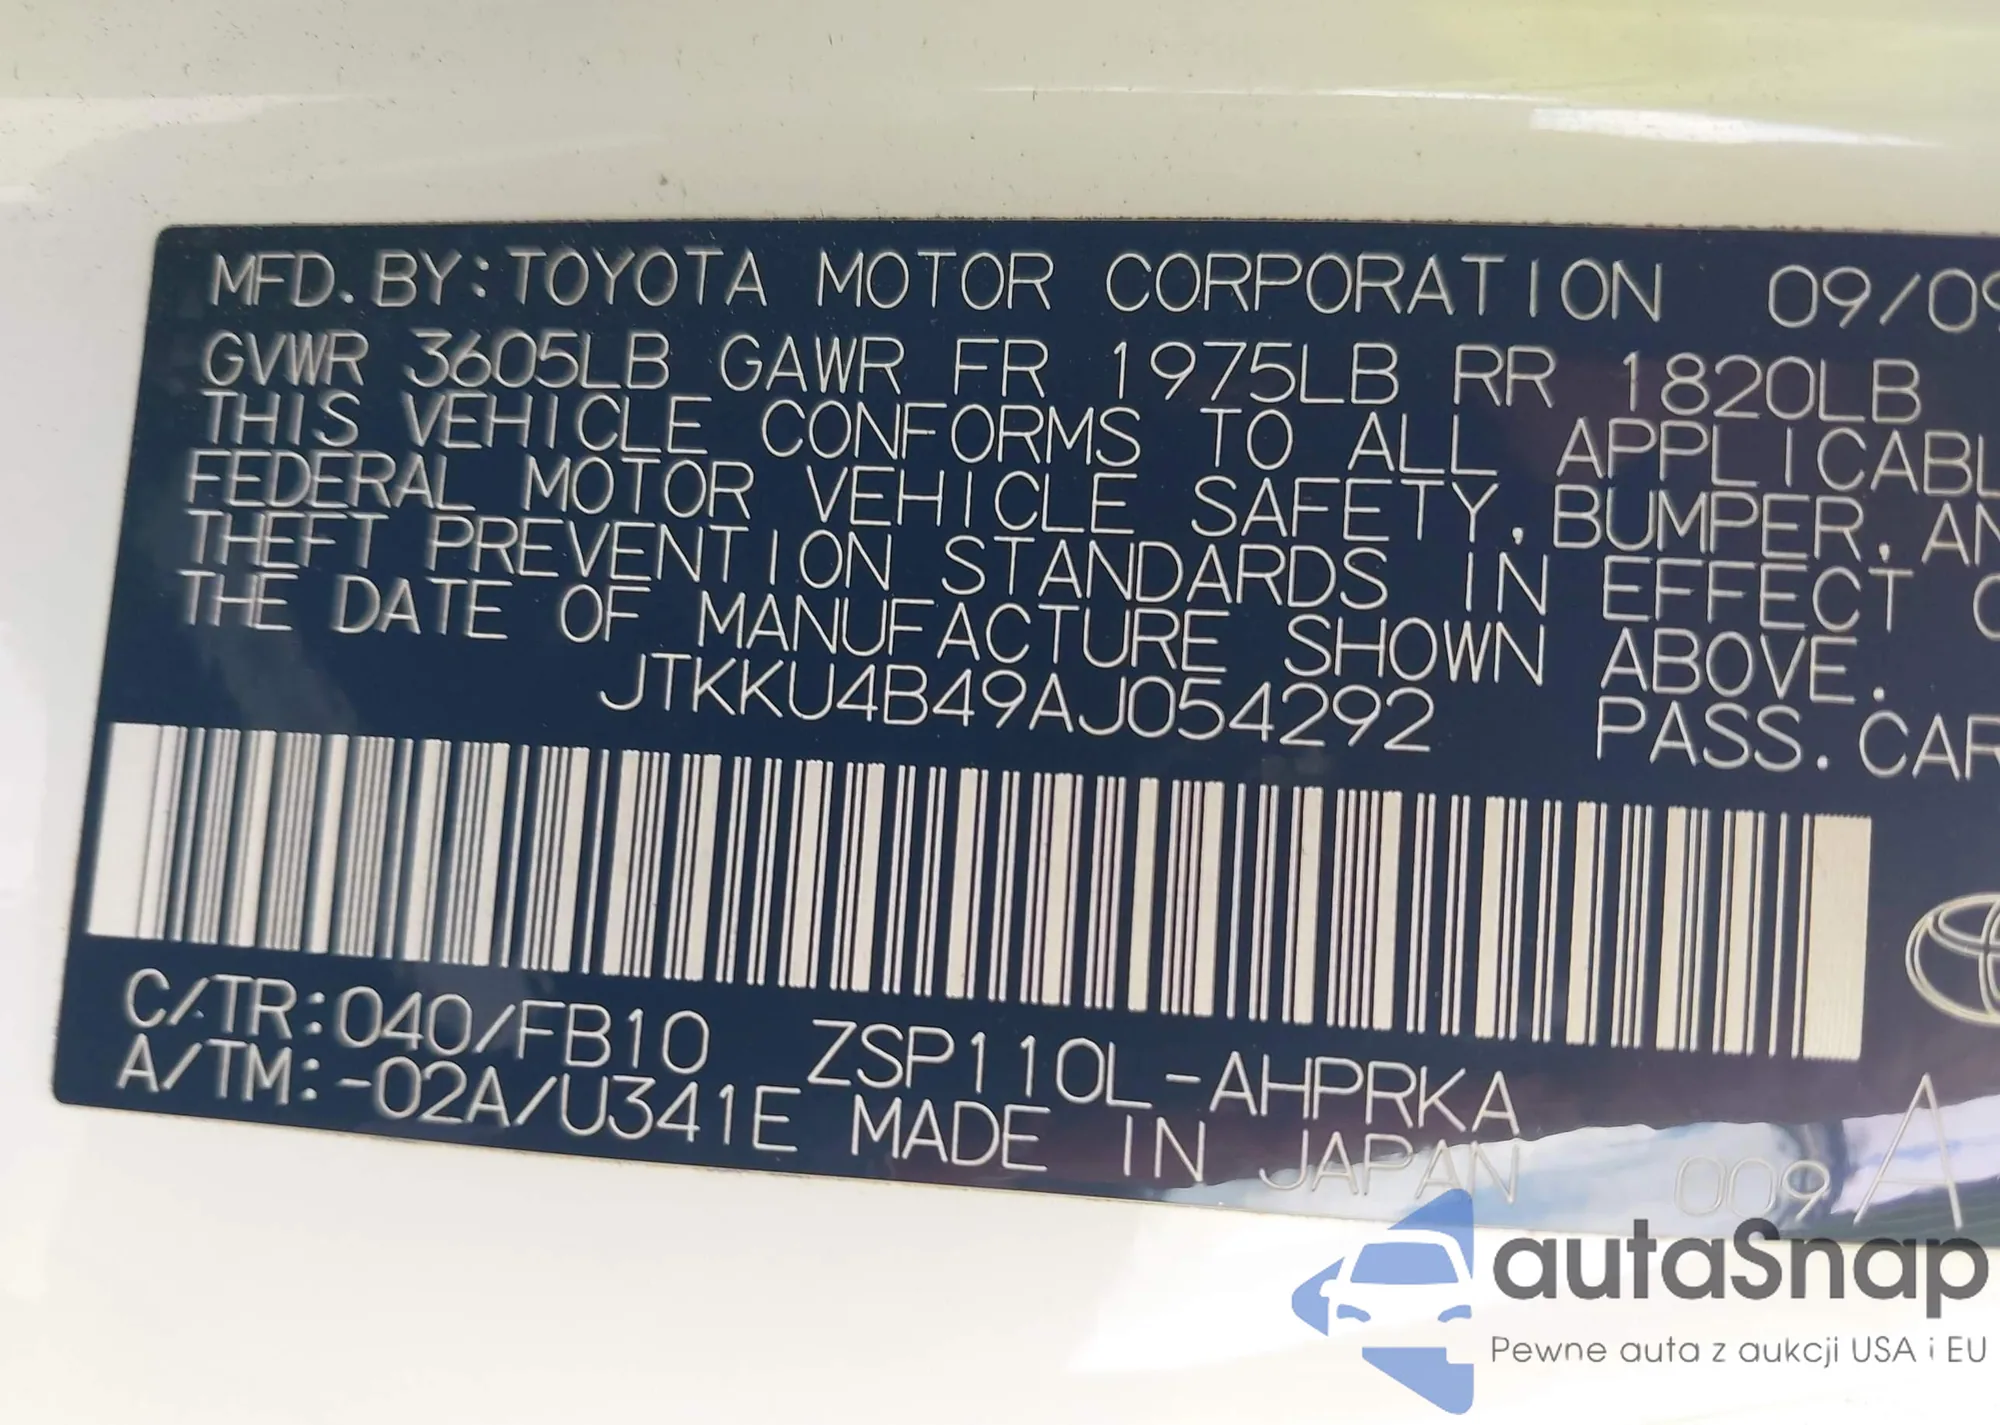 MFD. BY: TOYOTA MOTOR CORPORATION 09/09
GVWR 3605LB GAWR FR 1975LB RR 1820LB
THIS VEHICLE CONFORMS TO ALL APPLICABL
FEDERAL MOTOR VEHICLE SAFETY, BUMPER, AN
THEFT PREVENTION STANDARDS IN EFFECT O
THE DATE OF MANUFACTURE SHOWN ABOVE.
JTKKU4B49AJ054292 PASS. CAR
C/TR: 040/FB10 ZSP110L-AHPRKA
A/TM: -02A/U341E MADE IN JAPAN 009 A
autaSnap
Pewne auta z aukcji USA i EU